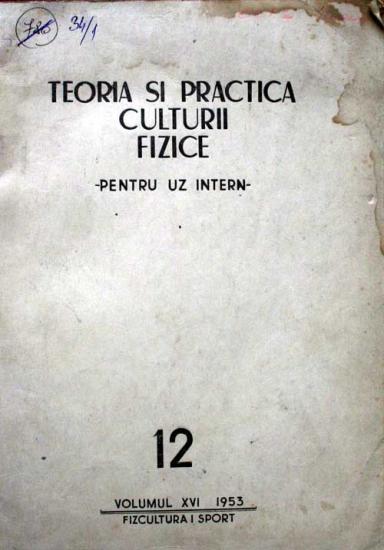 34/1
TEORIA SI PRACTICA
CULTURII
FIZICE
-PENTRU UZ INTERN-
12
VOLUMUL XVI 1953
FIZCULTURA I SPORT